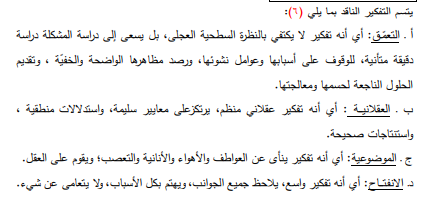 يتسم التفكير الناقد بما يلي (٦):
أ . التعمّق: أي أنه تفكير لا يكتفي بالنظرة السطحية العجلى، بل يسعى إلى دراسة المشكلة دراسة
دقيقة متأنية، للوقوف على أسبابها وعوامل نشوئها، ورصد مظاهرها الواضحة والخفيّة ، وتقديم
الحلول الناجعة لحسمها ومعالجتها.
ب . العقلانية : أي أنه تفكير عقلاني منظم، يرتكزعلى معايير سليمة، واستدلالات منطقية ،
واستنتاجات صحيحة.
ج . الموضوعية: أي أنه تفكير ينأى عن العواطف والأهواء والأنانية والتعصب؛ ويقوم على العقل.
د. الانفتاح: أي أنه تفكير واسع، يلاحظ جميع الجوانب، ويهتم بكل الأسباب، ولا يتعامى عن شيء.